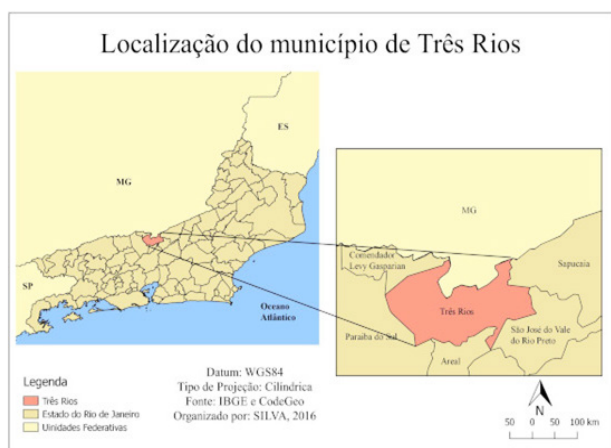 Localização do município de Três Rios
ES
MG
SP
Oceano
Atlântico
MG
Comendador
Levy Gasparian
Sapucaia
Três Rios
São José do Vale
do Rio Preto
Paraíba do Sul
Areal
Legenda
Três Rios
Estado do Rio de Janeiro
Uinidades Federativas
Datum: WGS84
Tipo de Projeção: Cilíndrica
Fonte: IBGE e CodeGeo
Organizado por: SILVA, 2016
N
50 0 50 100 km